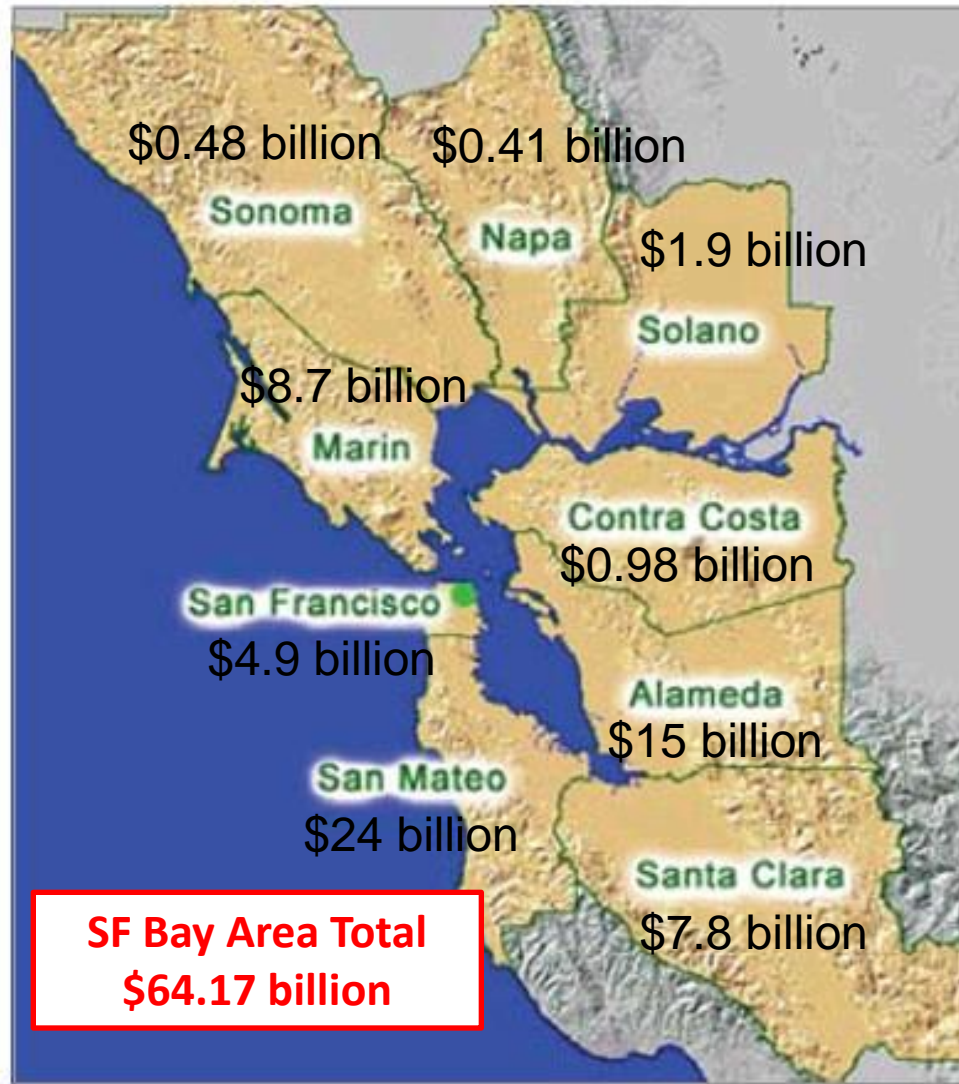 $0.48 billion
$0.41 billion
Sonoma
Napa
$1.9 billion
Solano
$8.7 billion
Marin
Contra Costa
$0.98 billion
San Francisco
$4.9 billion
Alameda
$15 billion
San Mateo
$24 billion
Santa Clara
$7.8 billion
SF Bay Area Total
$64.17 billion